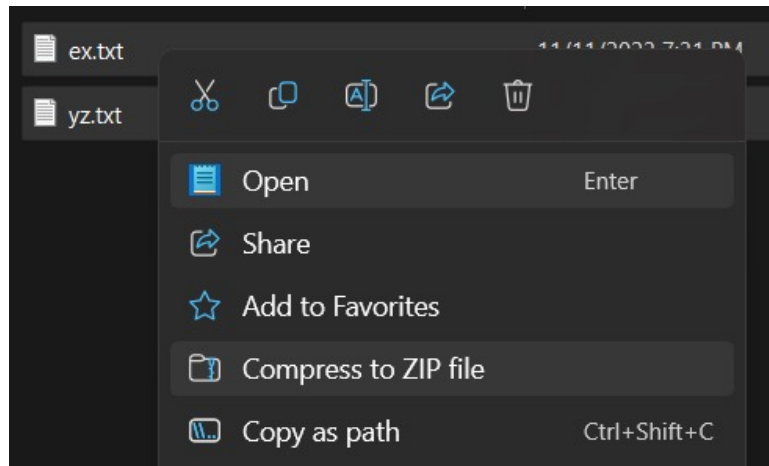 ex.txt
yz.txt
Open Enter
Share
Add to Favorites
Compress to ZIP file
Copy as path Ctrl+Shift+C